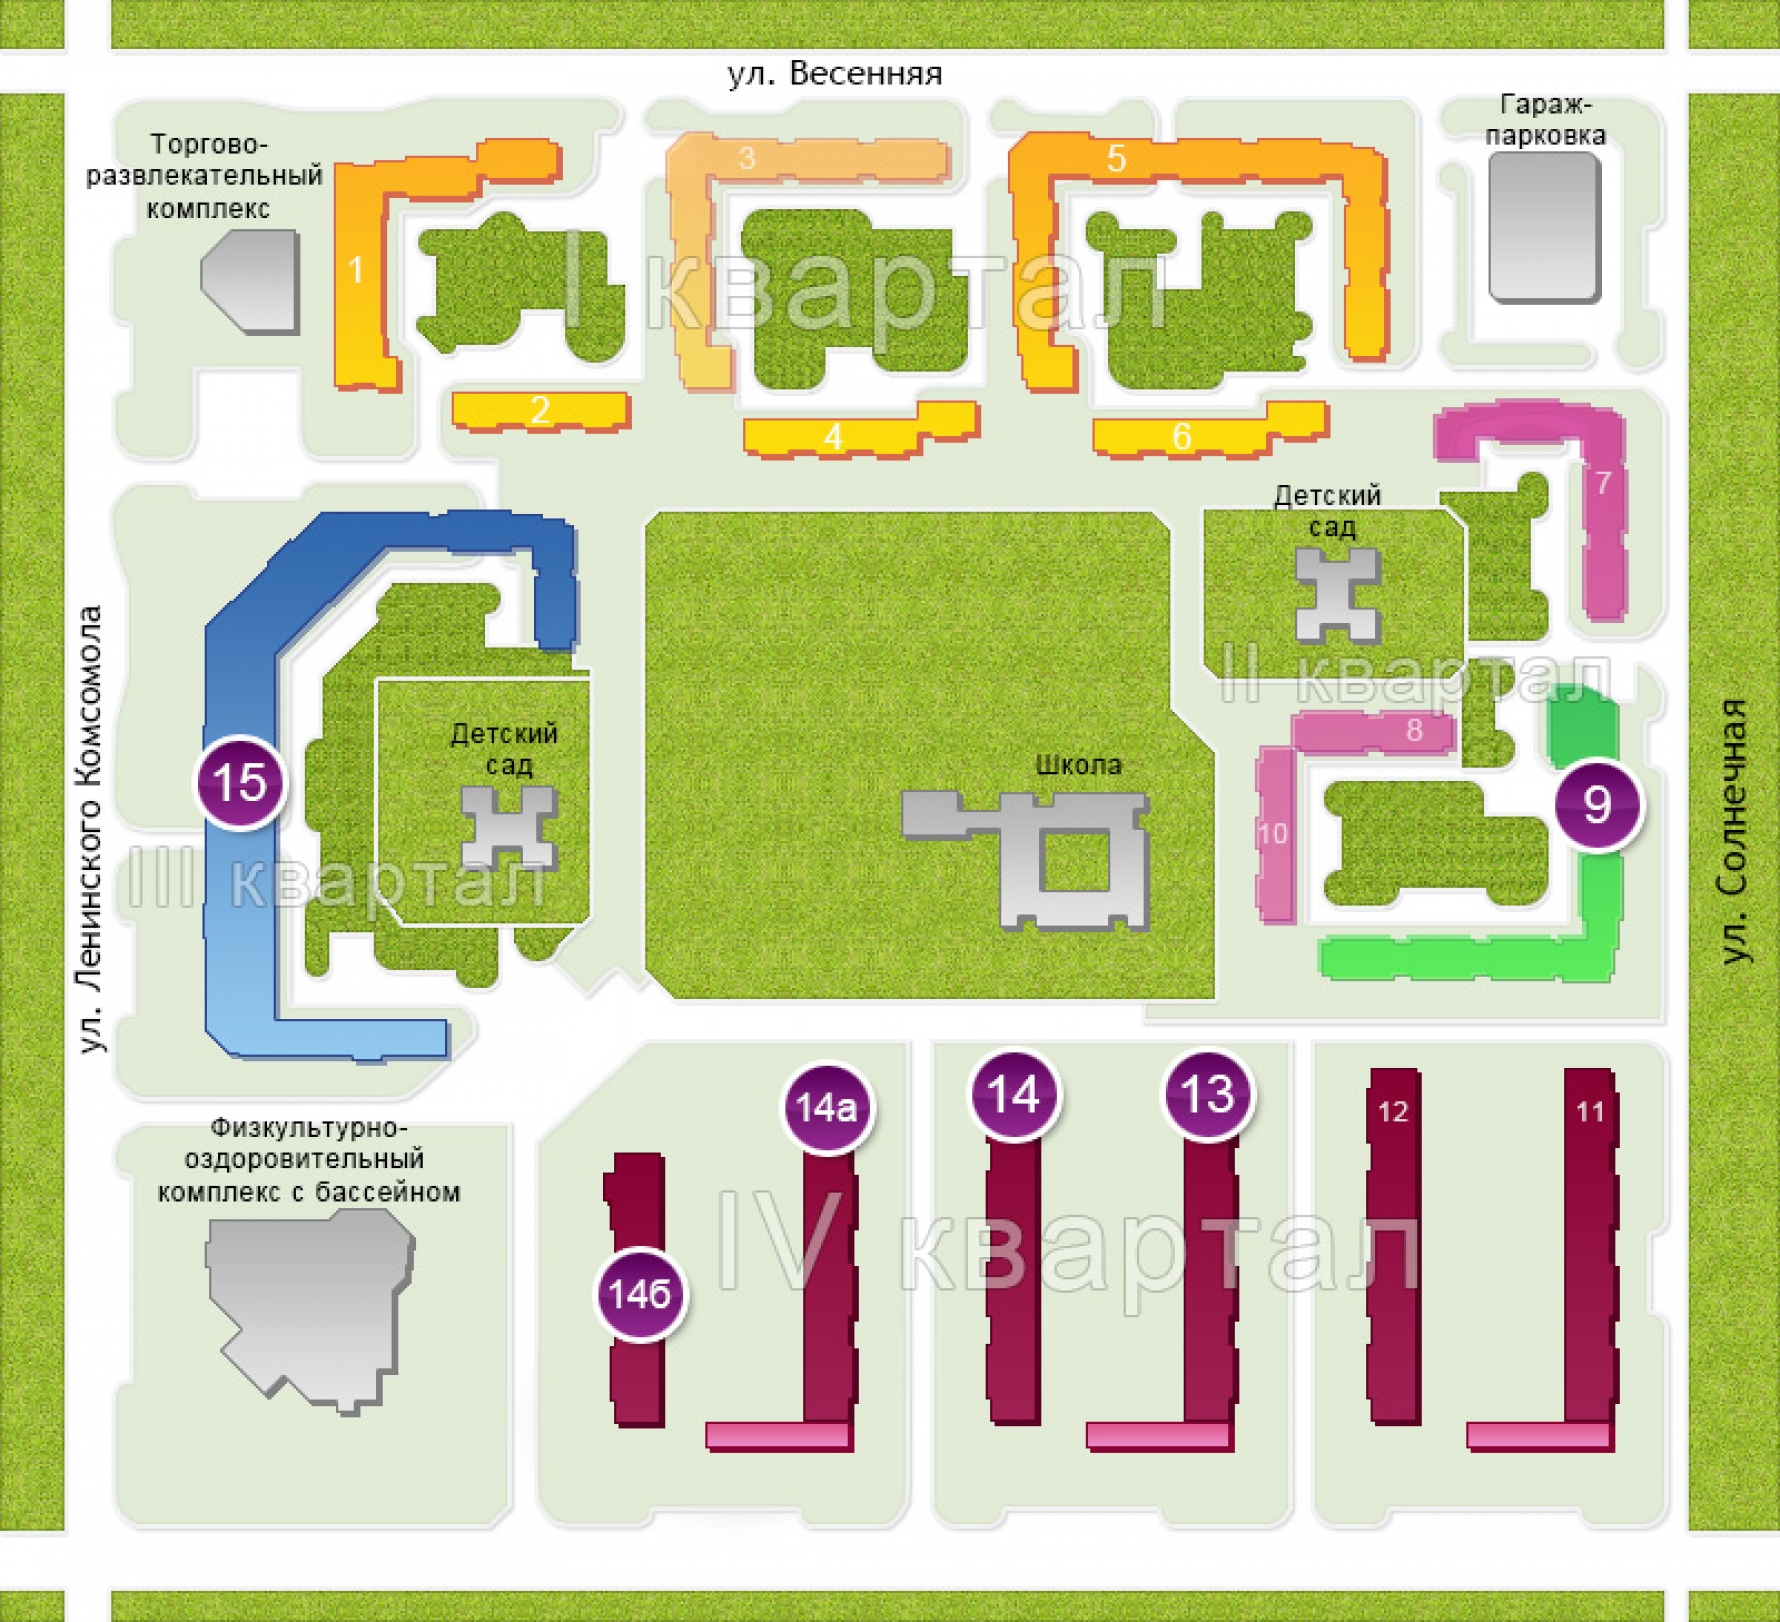 ул. Весенняя
Гараж-
парковка
Торгово-
развлекательный
комплекс
3
5
1
I квартал
2
4
6
7
Детский
сад
II квартал
ул. Ленинского Комсомола
ул. Солнечная
8
Детский
сад
Школа
15
9
10
III квартал
14а
14
13
12
11
Физкультурно-
оздоровительный
комплекс с бассейном
IV квартал
14б